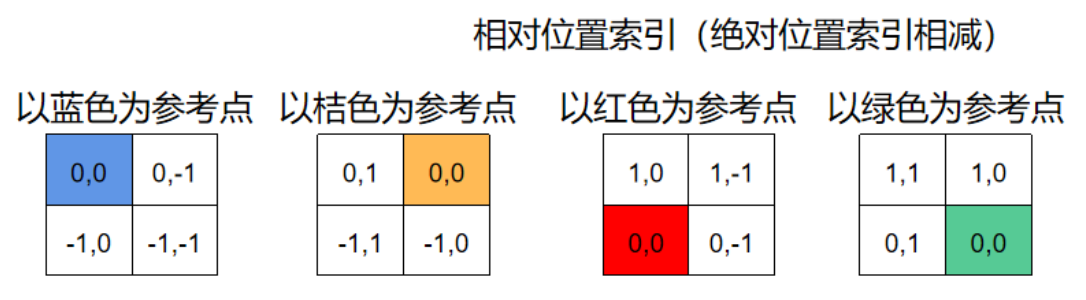 相对位置索引（绝对位置索引相减）
以蓝色为参考点 以桔色为参考点 以红色为参考点 以绿色为参考点
0,0 0,-1 0,1 0,0 1,0 1,-1 1,1 1,0
-1,0 -1,-1 -1,1 -1,0 0,0 0,-1 0,1 0,0